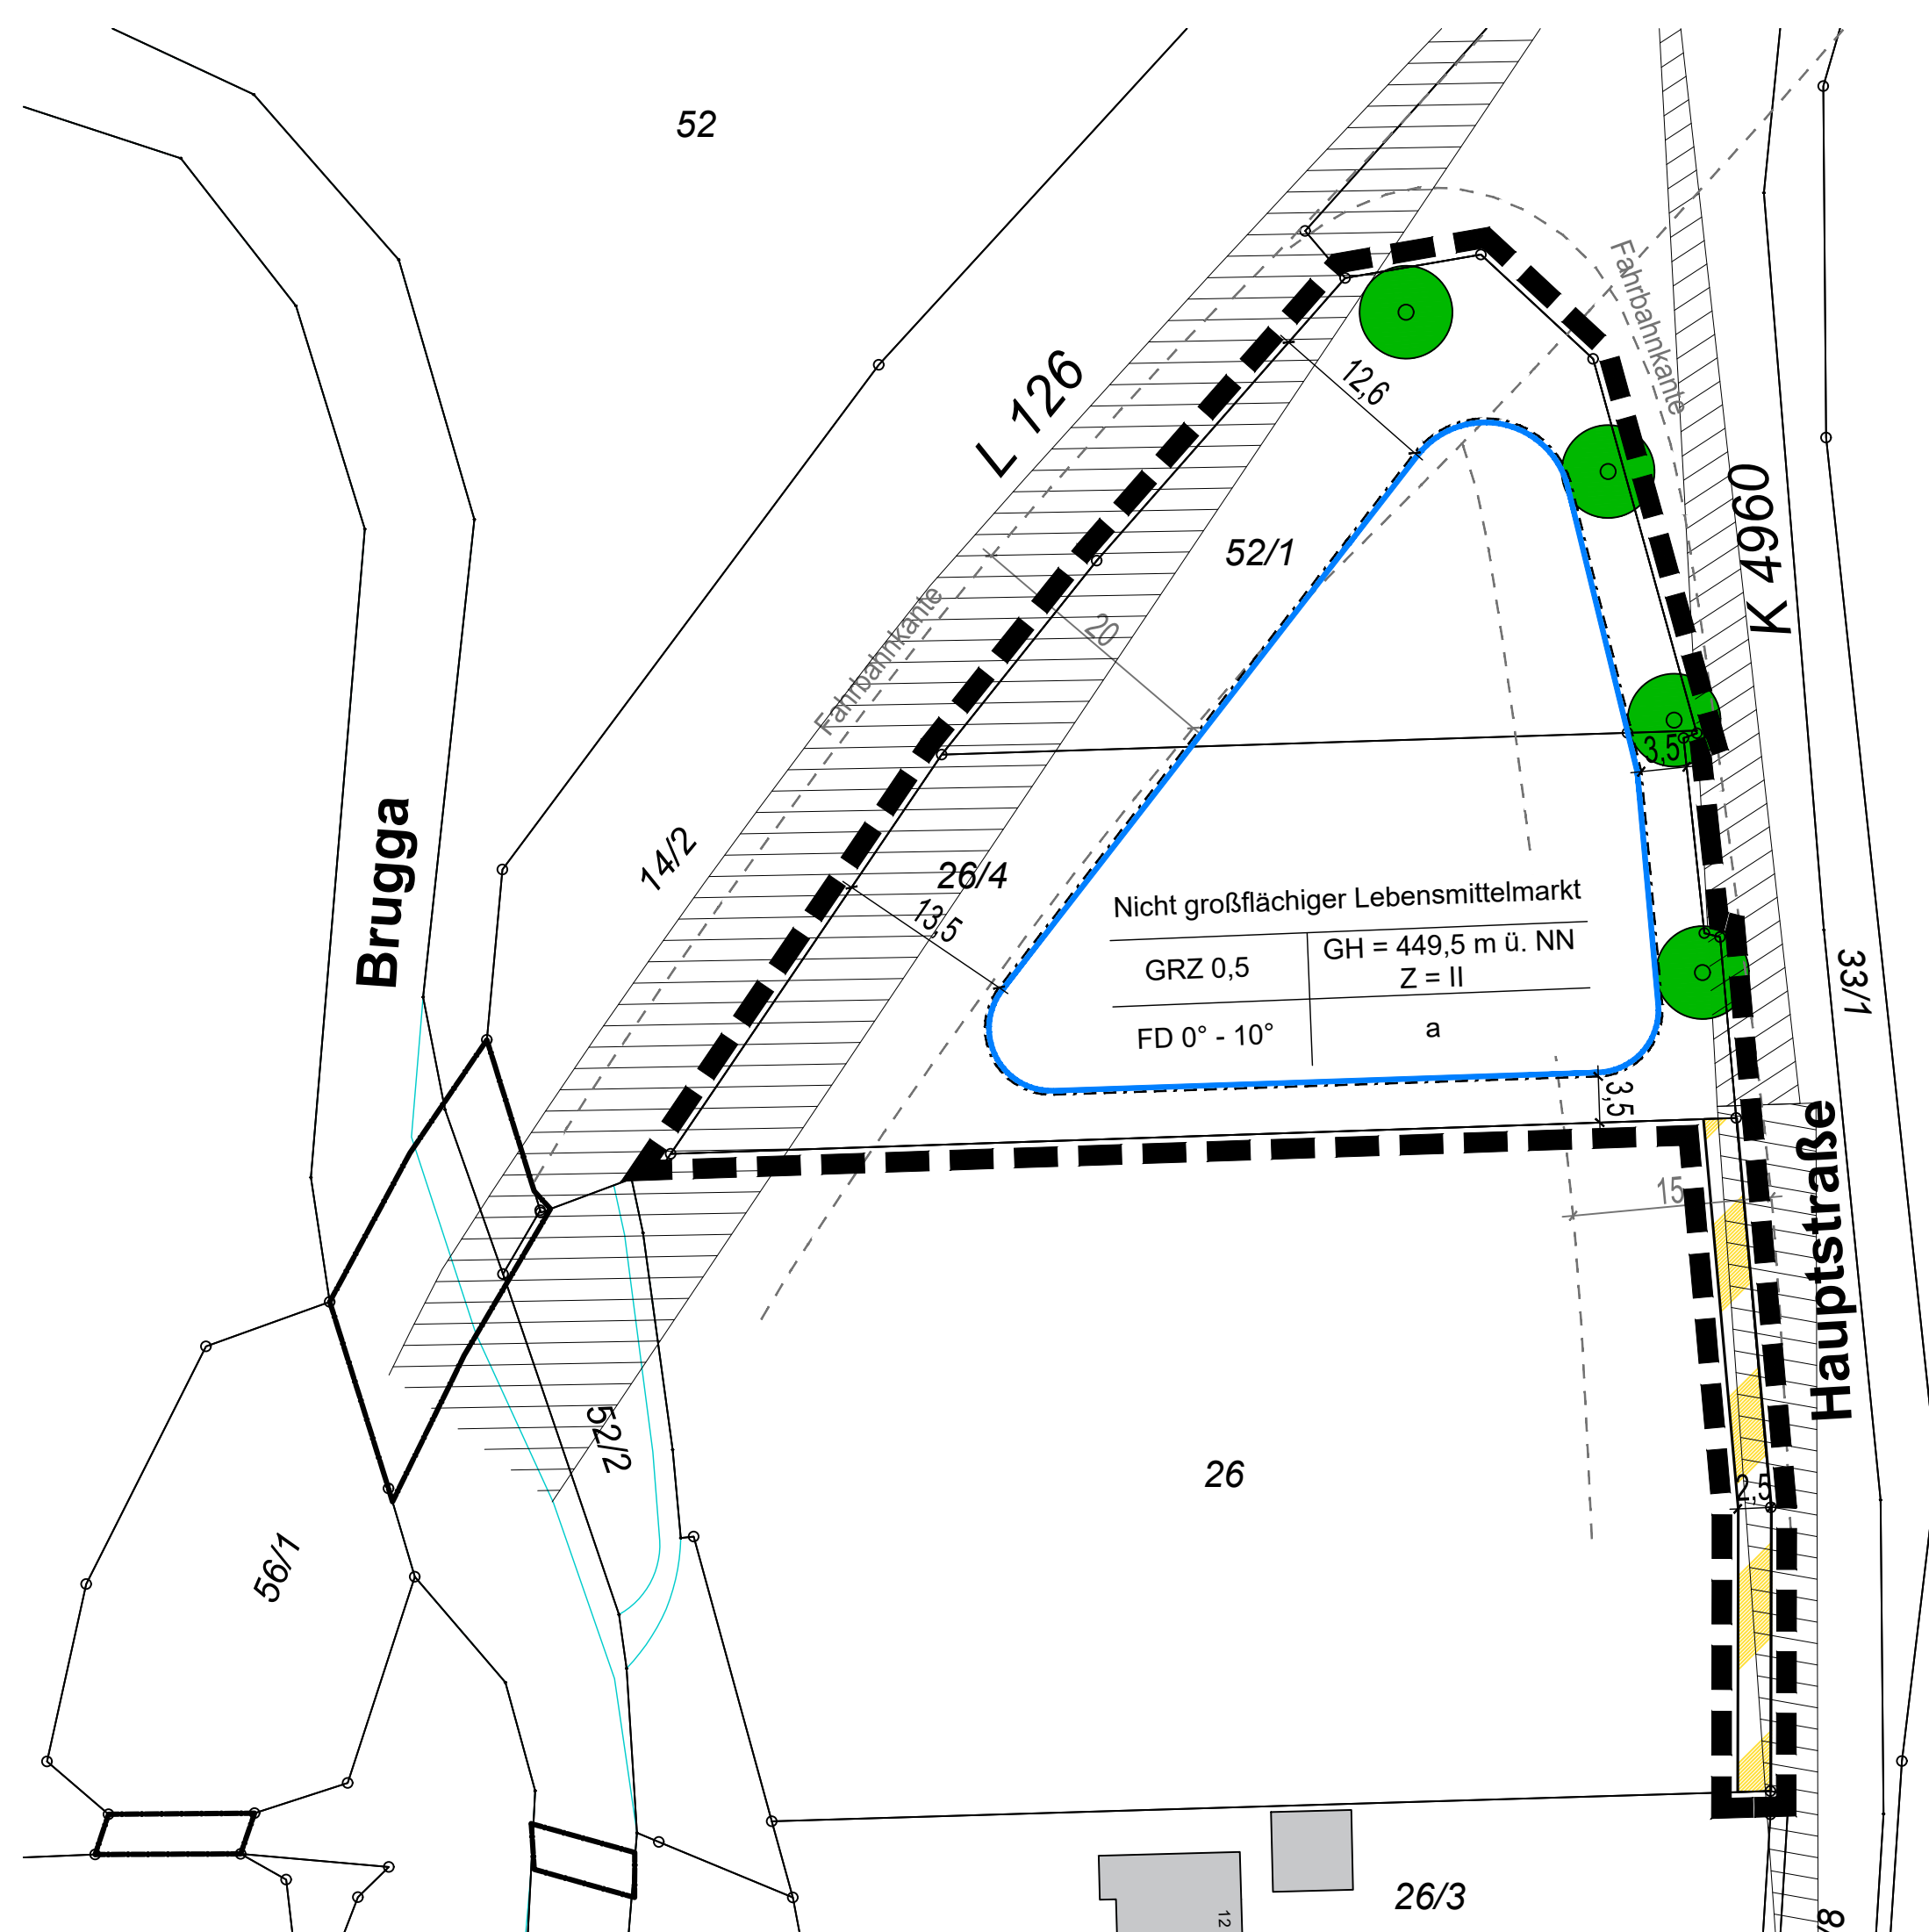 52
Fahrbahnkante
12,6
L 126
K 4960
52/1
20
Fahrbahnkante
3,5
14/2
26/4
13,5
Brugga
Nicht großflächiger Lebensmittelmarkt
GRZ 0,5
GH = 449,5 m ü. NN
Z = II
FD 0° - 10°
a
33/1
3,5
15
Hauptstraße
52/2
26
2,5
56/1
26/3
12